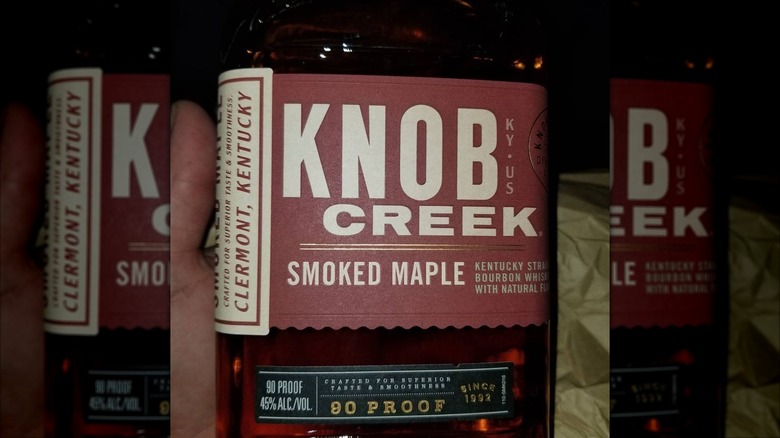 KNOB
KY • US
CREEK.
SMOKED MAPLE
KENTUCKY STRA
BOURBON WHIS
WITH NATURAL FL
CRAFTED FOR SUPERIOR TASTE & SMOOTHNESS.
CLERMONT, KENTUCKY
90 PROOF
45% ALC./VOL.
CRAFTED FOR SUPERIOR
TASTE & SMOOTHNESS
90 PROOF
SINCE
1992